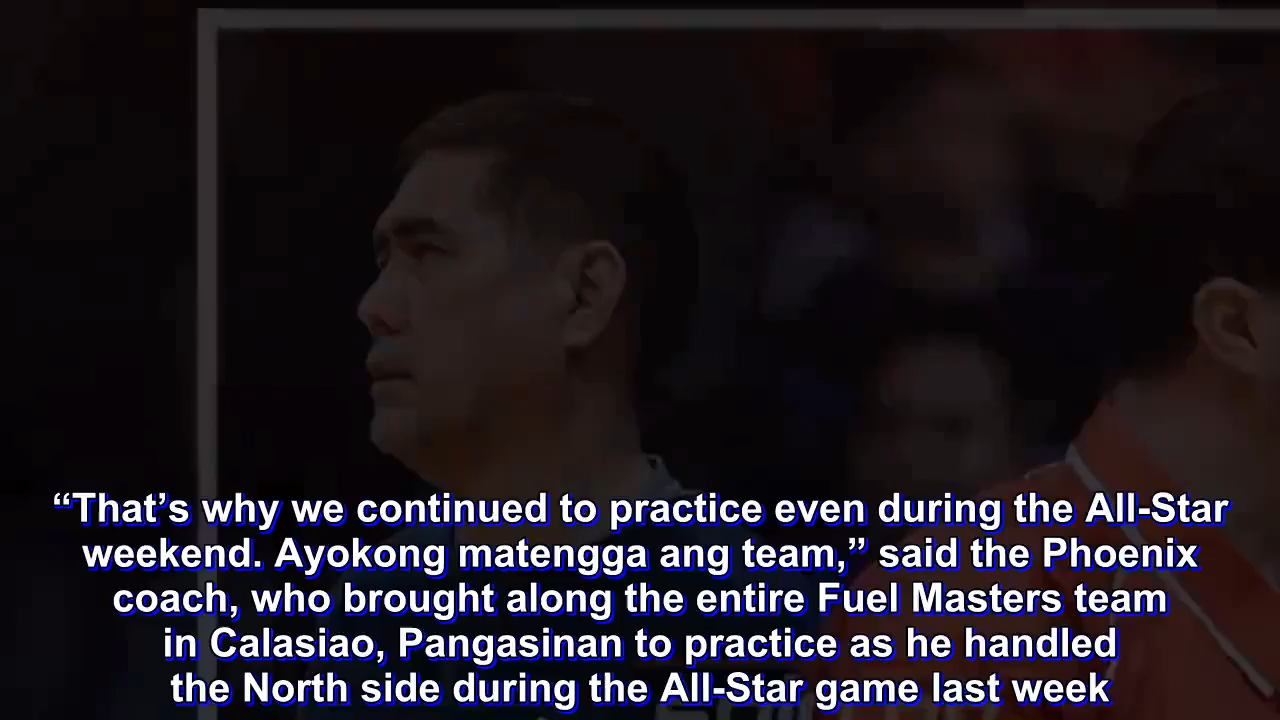 “That’s why we continued to practice even during the All-Star
weekend. Ayokong matengga ang team,” said the Phoenix
coach, who brought along the entire Fuel Masters team
in Calasiao, Pangasinan to practice as he handled
the North side during the All-Star game last week